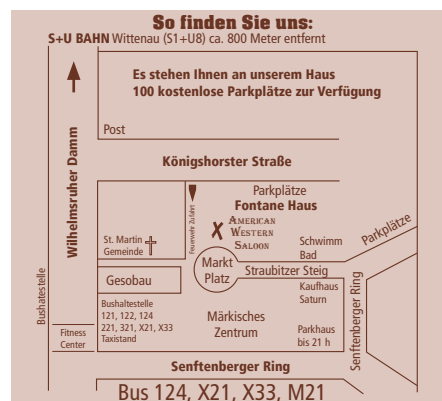 So finden Sie uns:
S+U BAHN Wittenau (S1+U8) ca. 800 Meter entfernt
Es stehen Ihnen an unserem Haus
100 kostenlose Parkplätze zur Verfügung
Post
Königshorster Straße
Wilhelmsruher Damm
Bushatestelle
Feuerwehr Zufahrt
Parkplätze
Fontane Haus
X
American
Western
Saloon
St. Martin
Gemeinde
Markt
Platz
Schwimm
Bad
Parkplätze
Straubitzer Steig
Gesobau
Kaufhaus
Saturn
Bushaltestelle
121, 122, 124
221, 321, X21, X33
Taxistand
Märkisches
Zentrum
Parkhaus
bis 21 h
Senftenberger Ring
Fitness
Center
Senftenberger Ring
Bus 124, X21, X33, M21